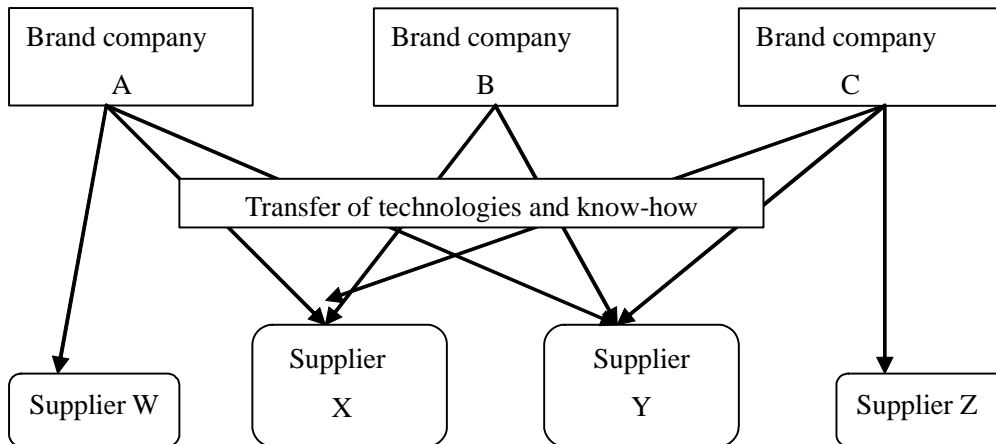 Brand company
A
Brand company
B
Brand company
C
Transfer of technologies and know-how
Supplier W
Supplier
X
Supplier
Y
Supplier Z